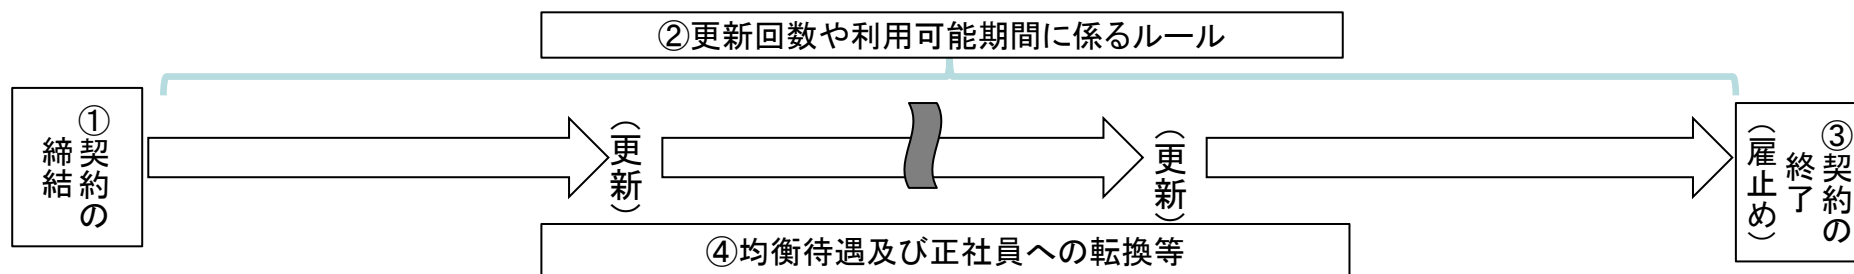 ②更新回数や利用可能期間に係るルール
①契約の
締結
（更新）
（更新）
③契約の
終了
（雇止め）
④均衡待遇及び正社員への転換等